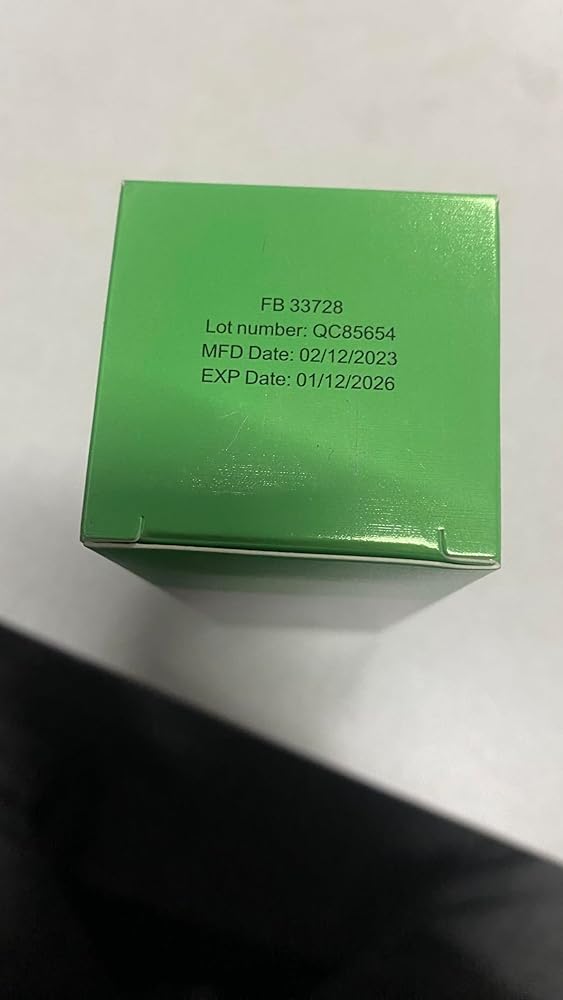 FB 33728
Lot number: QC85654
MFD Date: 02/12/2023
EXP Date: 01/12/2026